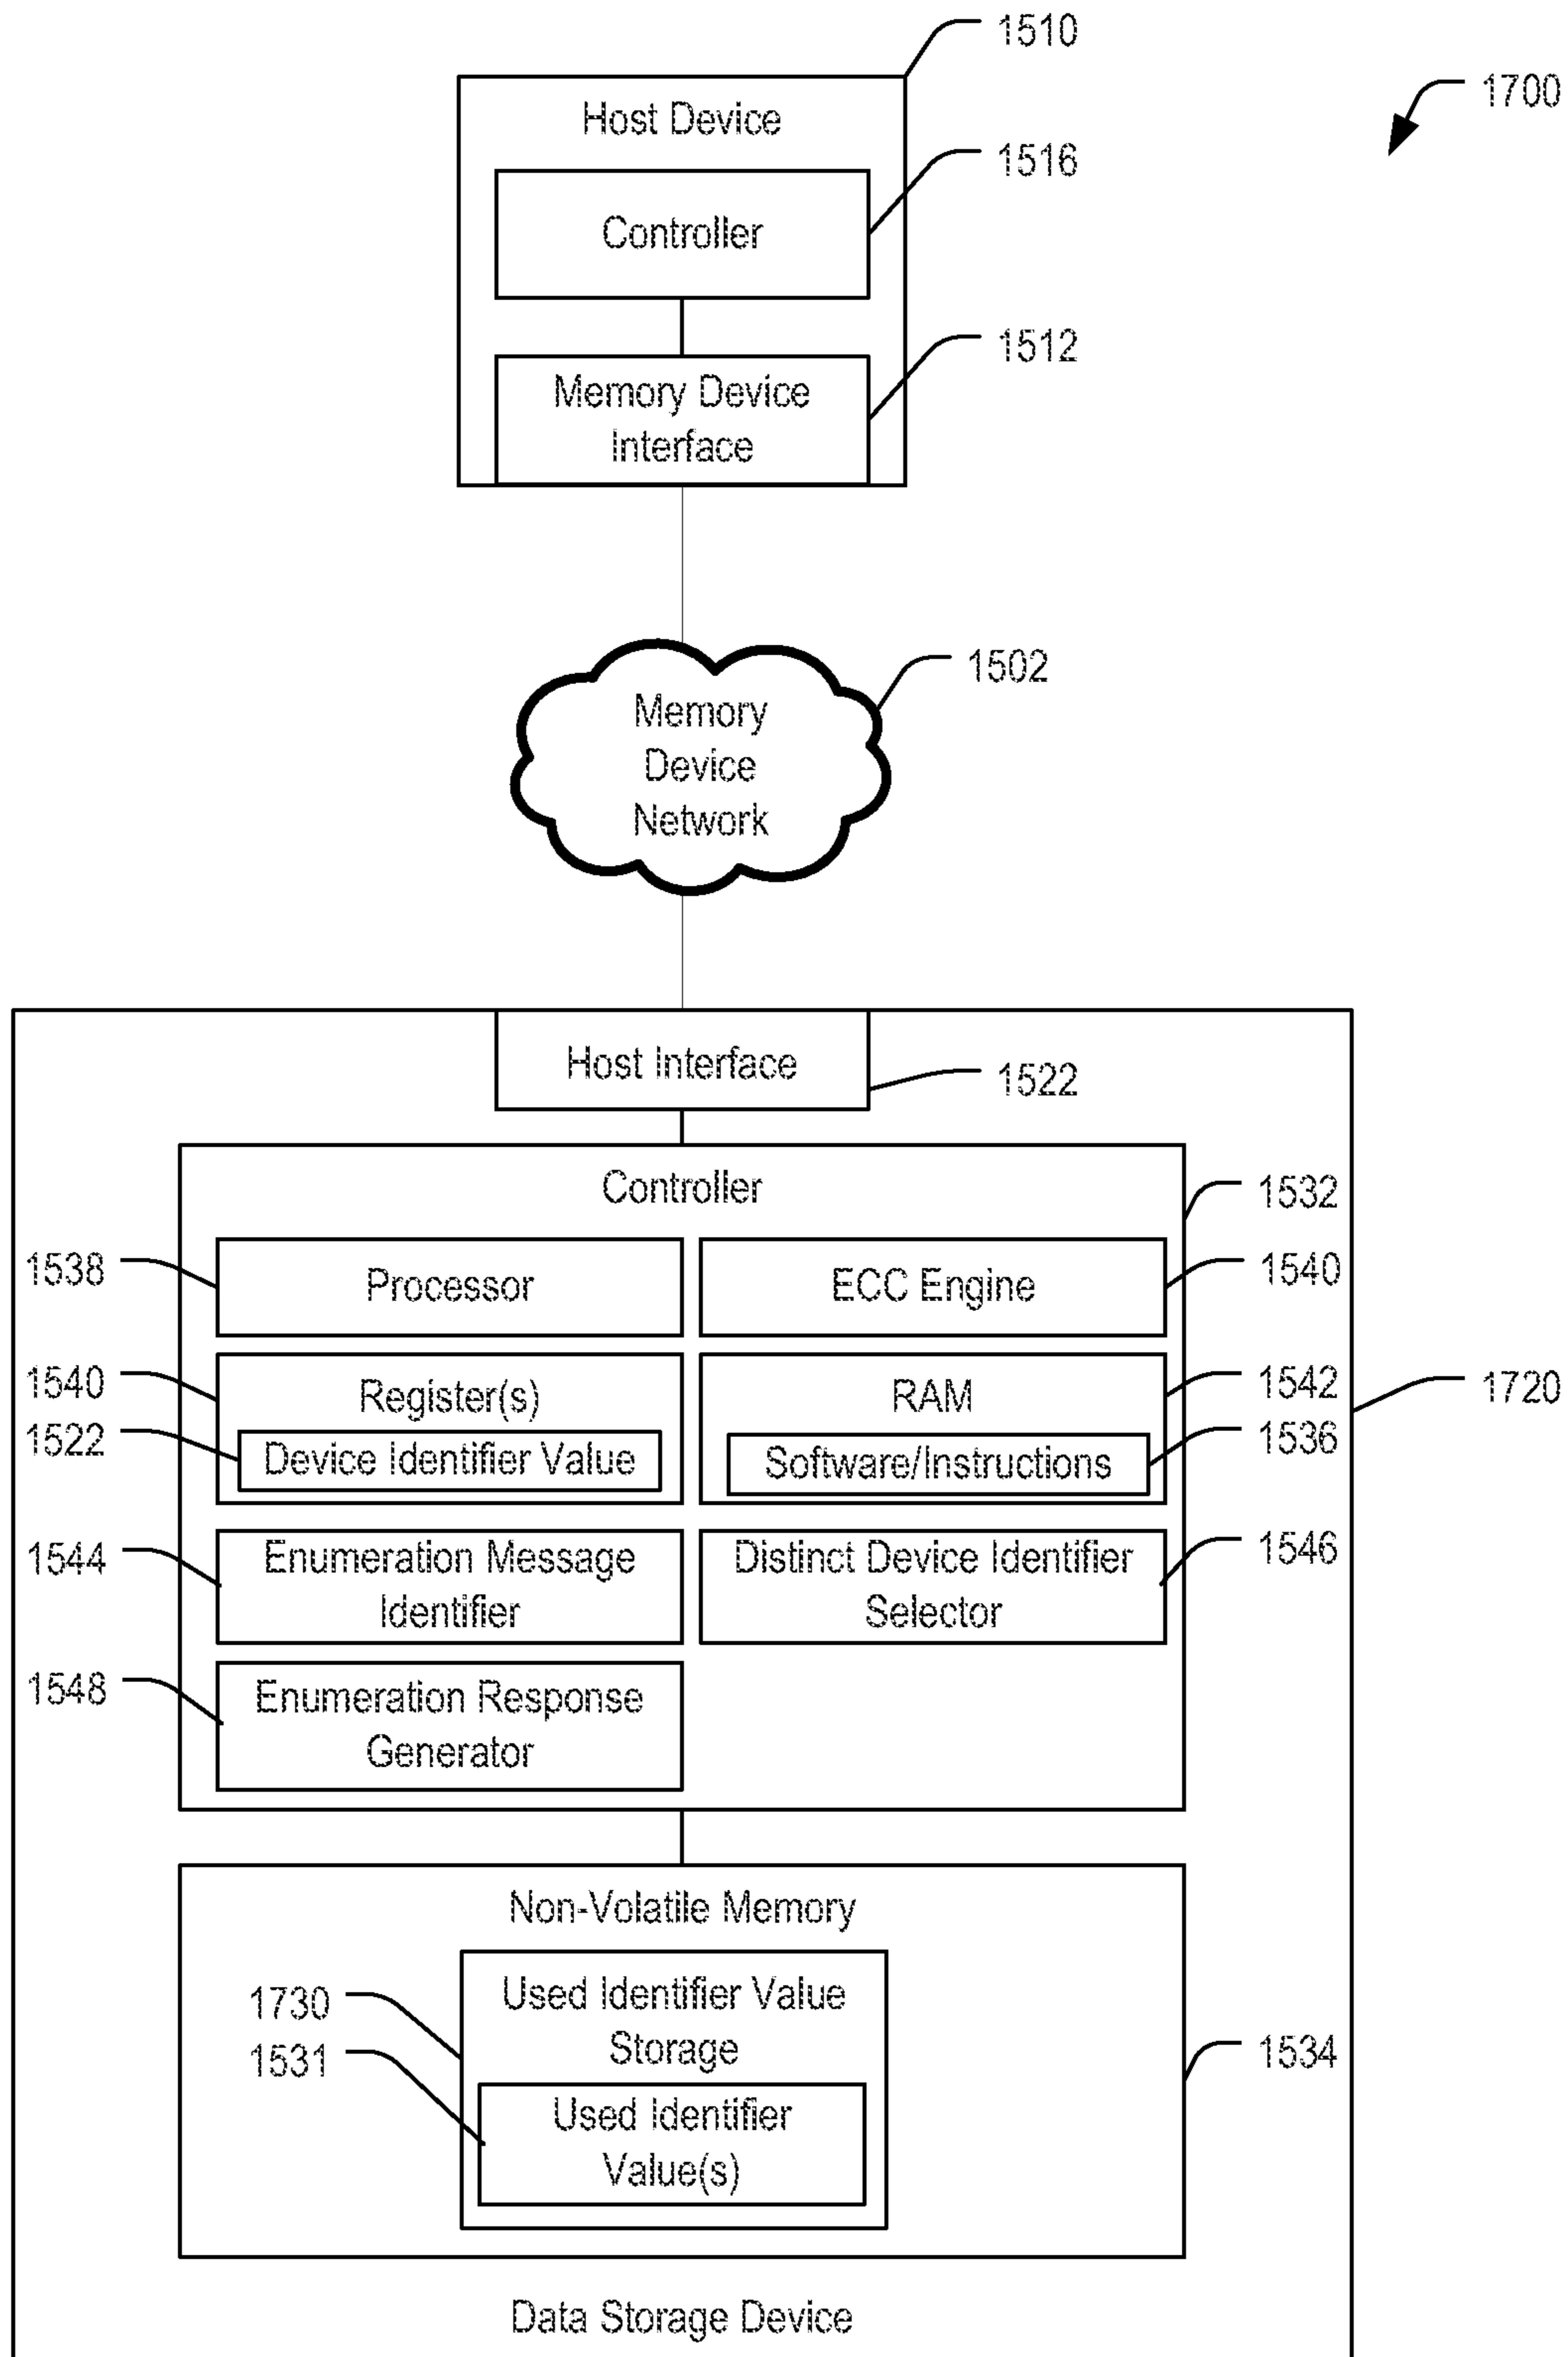 1510
1700
Host Device
1516
Controller
1512
Memory Device
Interface
1502
Memory
Device
Network
Host Interface
1522
Controller
1532
1538
Processor
ECC Engine
1540
1540
Register(s)
RAM
1542
1720
1522
Device Identifier Value
Software/Instructions
1536
1544
Enumeration Message
Identifier
Distinct Device Identifier
Selector
1546
1548
Enumeration Response
Generator
Non-Volatile Memory
1730
Used Identifier Value
Storage
1531
1534
Used Identifier
Value(s)
Data Storage Device